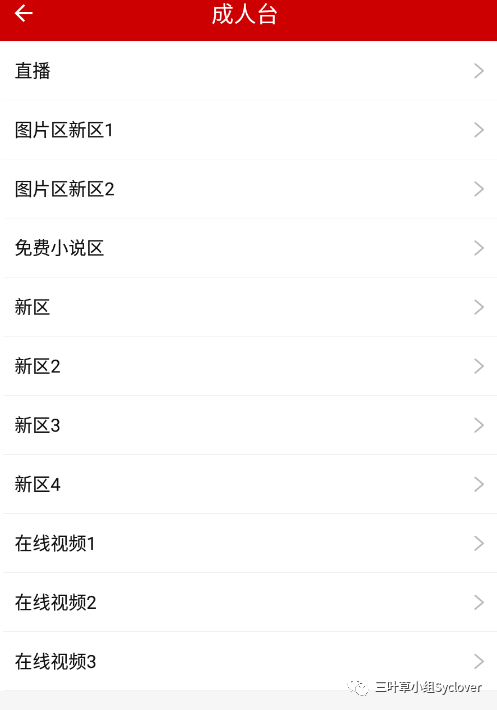 成人台
直播
图片区新区1
图片区新区2
免费小说区
新区
新区2
新区3
新区4
在线视频1
在线视频2
在线视频3
三叶草小组Syclover